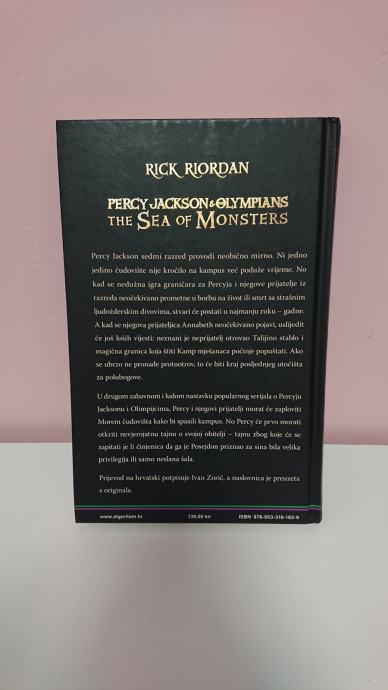 RICK RIORDAN
PERCY JACKSON & OLYMPIANS
THE SEA OF MONSTERS
Percy Jackson sedmi razred provodi neobično mirno. Ni jedno
jedino čudovište nije kročilo na kampus već poduže vrijeme. No
kad se nedužna igra graničara za Percyja i njegove prijatelje iz
razreda neočekivano prometne u borbu na život ili smrt sa strašnim
ljudožderskim divovima, stvari će postati u najmanju ruku – gadne.
A kad se njegova prijateljica Annabeth neočekivano pojavi, uslijedit
će još loših vijesti: neznani je neprijatelj otrovao Talijino stablo i
magična granica koja štiti Kamp mješanaca počinje popuštati. Ako
se ubrzo ne pronađe protuotrov, to će biti kraj posljednjeg utočišta
za polubogove.
U drugom zabavnom i ludom nastavku popularnog serijala o Percyju
Jacksonu i Olimpijcima, Percy i njegovi prijatelji morat će zaploviti
Morem čudovišta kako bi spasili kampus. No Percy će prvo morati
otkriti nevjerojatnu tajnu o svojoj obitelji – tajnu zbog koje će se
zapitati je li činjenica da ga je Posejdon priznao za sina bila velika
privilegija ili samo neslana šala.
Prijevod na hrvatski potpisuje Ivan Zorić, a naslovnica je preuzeta
s originala.
www.algoritam.hr 139,00 kn ISBN 978-953-316-183-9